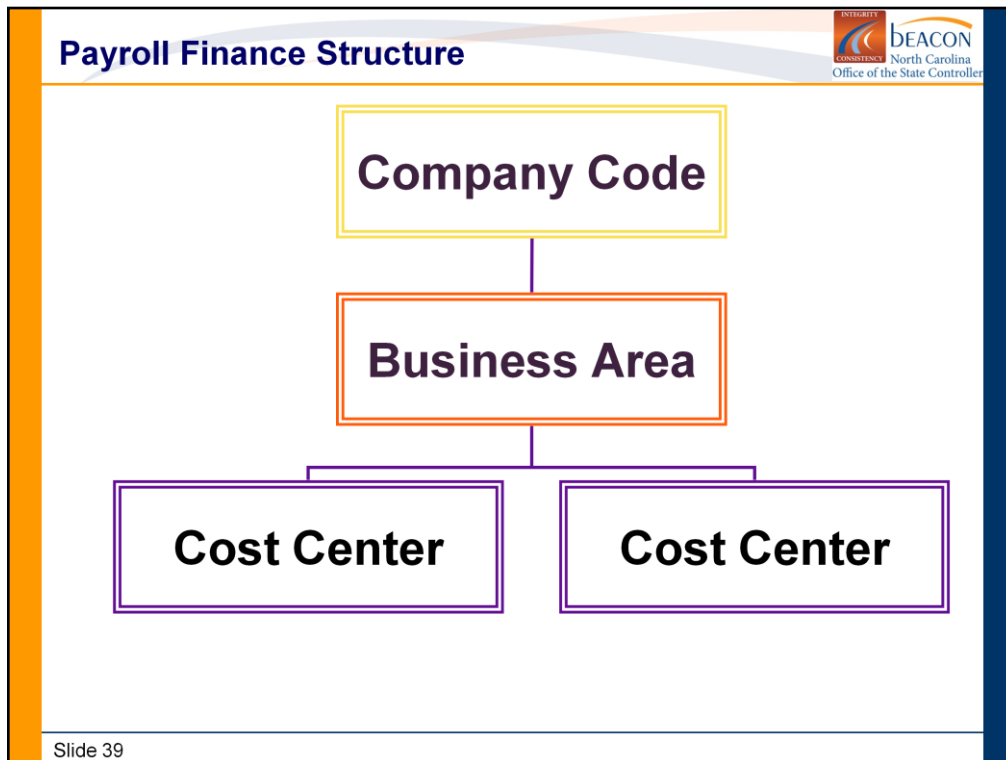 Payroll Finance Structure
INTEGRITY
CONSISTENCY
bEACON
North Carolina
Office of the State Controller
Company Code
Business Area
Cost Center
Cost Center
Slide 39